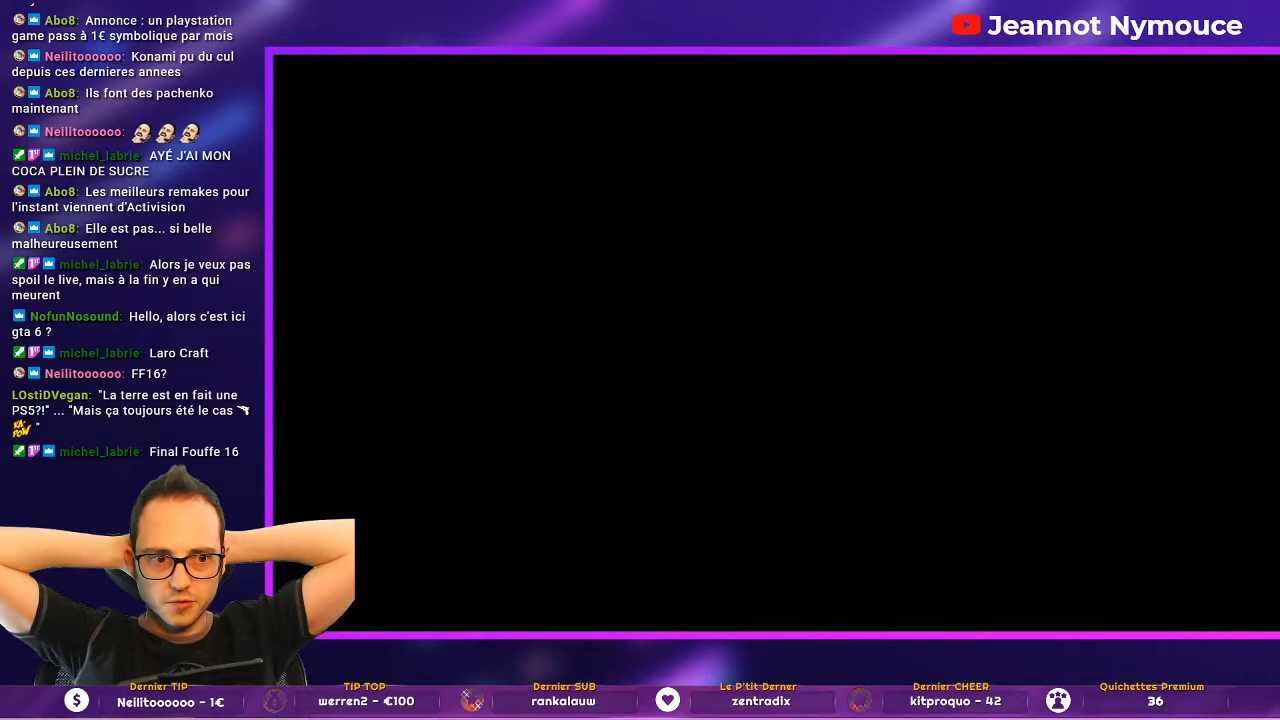 Abo8: Annonce : un playstation
game pass à 1€ symbolique par mois
Neilitoooooo: Konami pu du cul
depuis ces dernieres annees
Abo8: Ils font des pachenko
maintenant
Neilitoooooo:
michel_labrie: AYÉ J'AI MON
COCA PLEIN DE SUCRE
Abo8: Les meilleurs remakes pour
l'instant viennent d'Activision
Abo8: Elle est pas... si belle
malheureusement
michel_labrie: Alors je veux pas
spoil le live, mais à la fin y en a qui
meurent
NofunNosound: Hello, alors c'est ici
gta 6 ?
michel_labrie: Laro Craft
Neilitoooooo: FF16?
LOstiDVegan: "La terre est en fait une
PS5?!" ... "Mais ça toujours été le cas
KA-
POW "
michel_labrie: Final Fouffe 16
Jeannot Nymouce
Dernier TIP
Neilitoooooo - 1€
TIP TOP
werren2 - €100
Dernier SUB
rankalauw
Le P'tit Derner
zentradix
Dernier CHEER
kitproquo - 42
Quichettes Premium
36